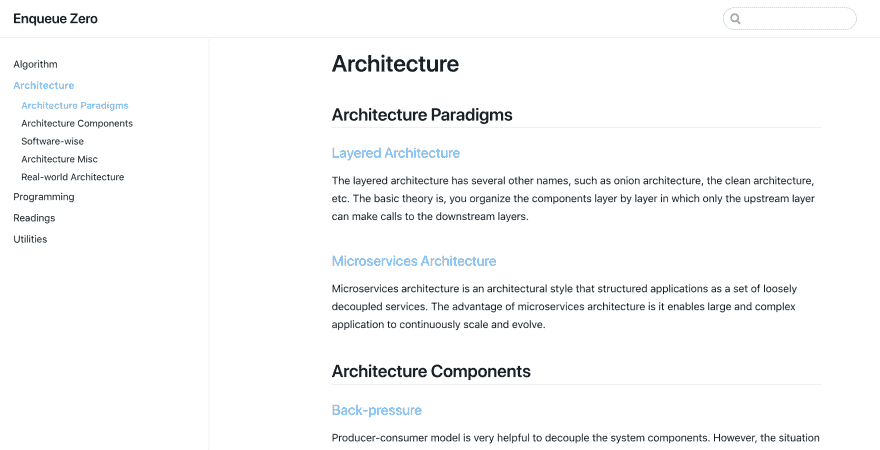 Enqueue Zero
Algorithm
Architecture
Architecture Paradigms
Architecture Components
Software-wise
Architecture Misc
Real-world Architecture
Programming
Readings
Utilities
Architecture
Architecture Paradigms
Layered Architecture
The layered architecture has several other names, such as onion architecture, the clean architecture,
etc. The basic theory is, you organize the components layer by layer in which only the upstream layer
can make calls to the downstream layers.
Microservices Architecture
Microservices architecture is an architectural style that structured applications as a set of loosely
decoupled services. The advantage of microservices architecture is it enables large and complex
application to continuously scale and evolve.
Architecture Components
Back-pressure
Producer-consumer model is very helpful to decouple the system components. However, the situation